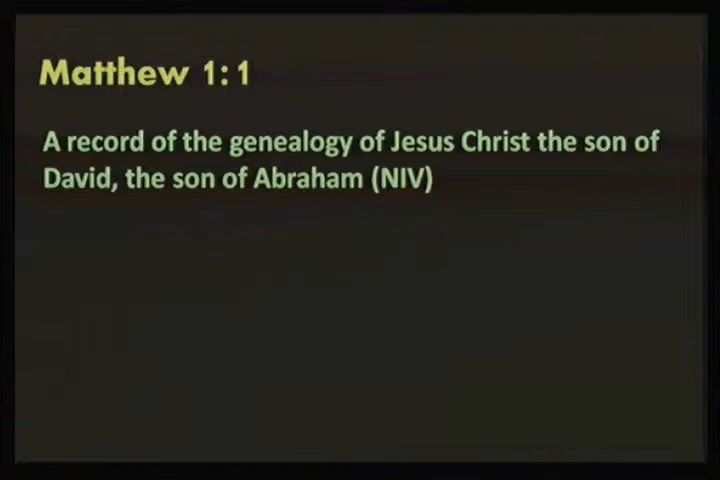 Matthew 1:1
A record of the genealogy of Jesus Christ the son of
David, the son of Abraham (NIV)